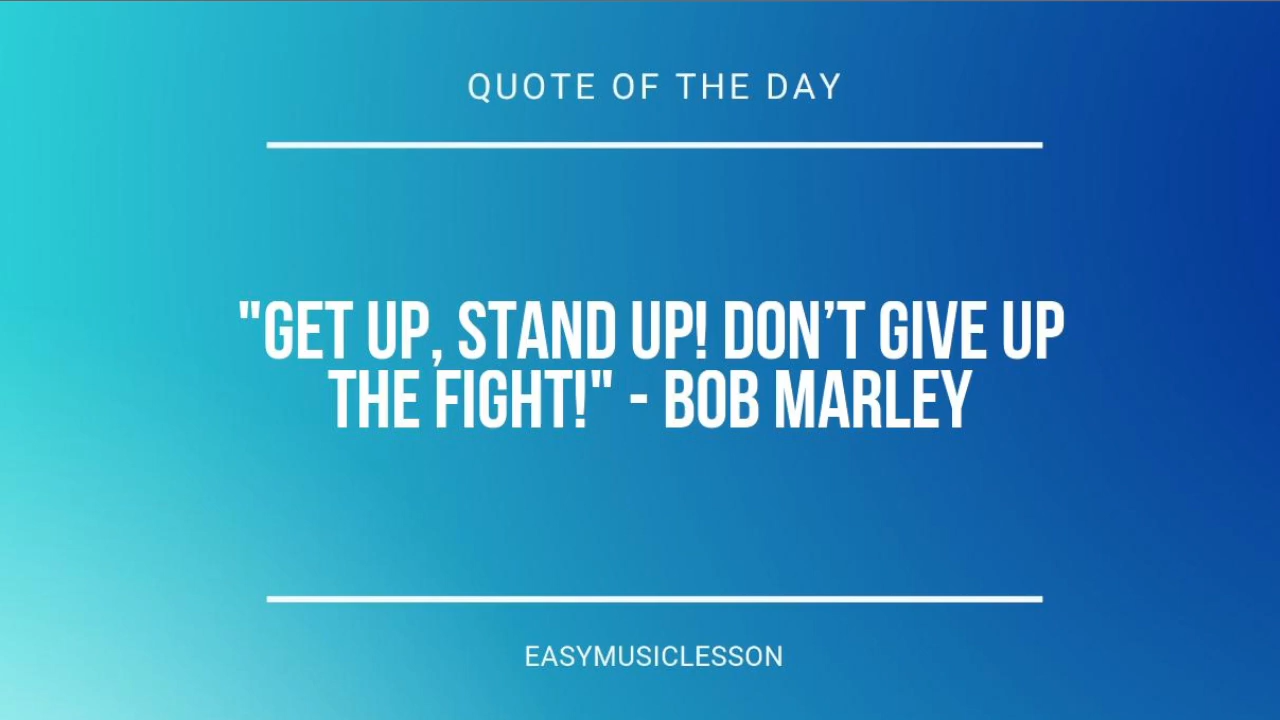 QUOTE OF THE DAY
"GET UP, STAND UP! DON’T GIVE UP
THE FIGHT!" - BOB MARLEY
EASYMUSICLESSON